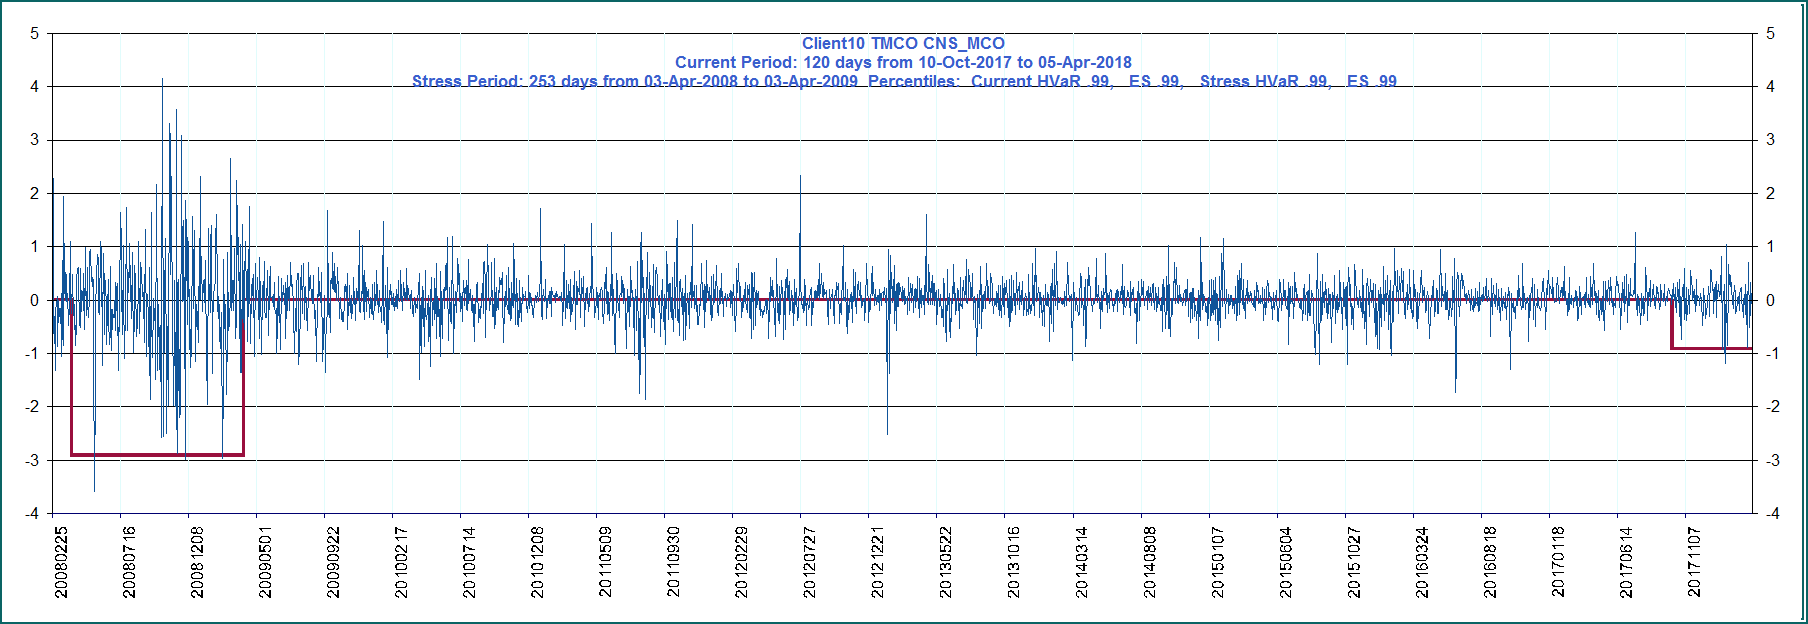 Client10 TMCO CNS_MCO
Current Period: 120 days from 10-Oct-2017 to 05-Apr-2018
Stress Period: 253 days from 03-Apr-2008 to 03-Apr-2009  Percentiles:  Current HVaR .99,   ES .99,    Stress HVaR .99,   ES .99
5 5
4 4
3 3
2 2
1 1
0 0
-1 -1
-2 -2
-3 -3
-4 -4
20080225 20080716 20081208 20090501 20090922 20100217 20100714 20101208 20110509 20110930 20120229 20120727 20121221 20130522 20131016 20140314 20140808 20150107 20150604 20151027 20160324 20160818 20170118 20170614 20171107